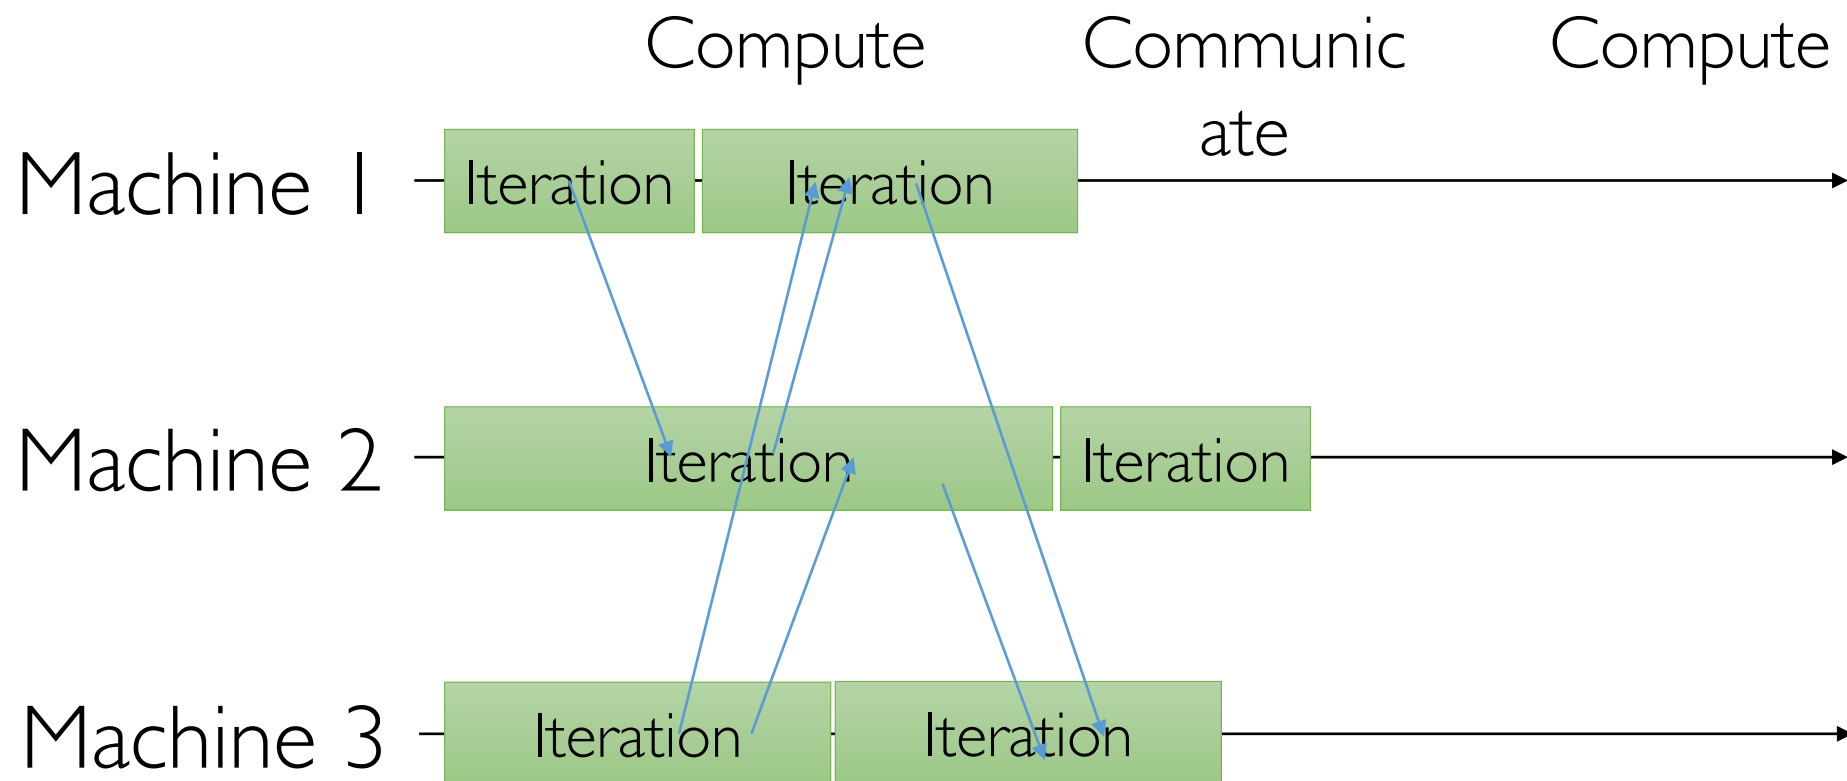 Compute Communic Compute
ate
Machine 1 Iteration Iteration
Machine 2 Iteration Iteration
Machine 3 Iteration Iteration